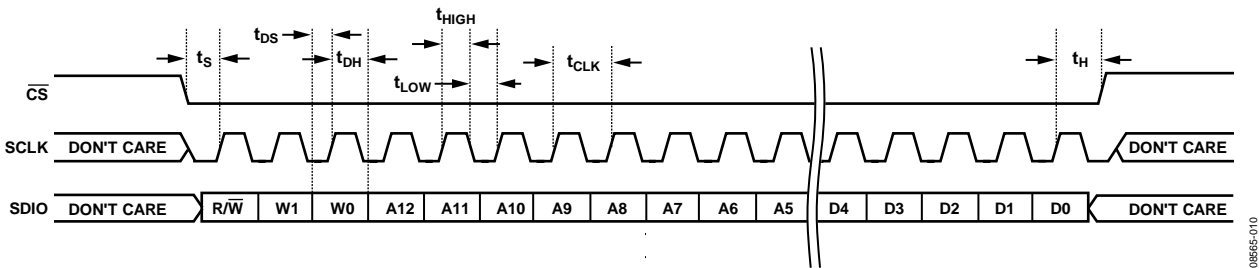 tHIGH
tDS
tS
tDH
tCLK
tH
tLOW
CS
SCLK DON'T CARE DON'T CARE
SDIO DON'T CARE R/W W1 W0 A12 A11 A10 A9 A8 A7 A6 A5 D4 D3 D2 D1 D0 DON'T CARE
08565-010